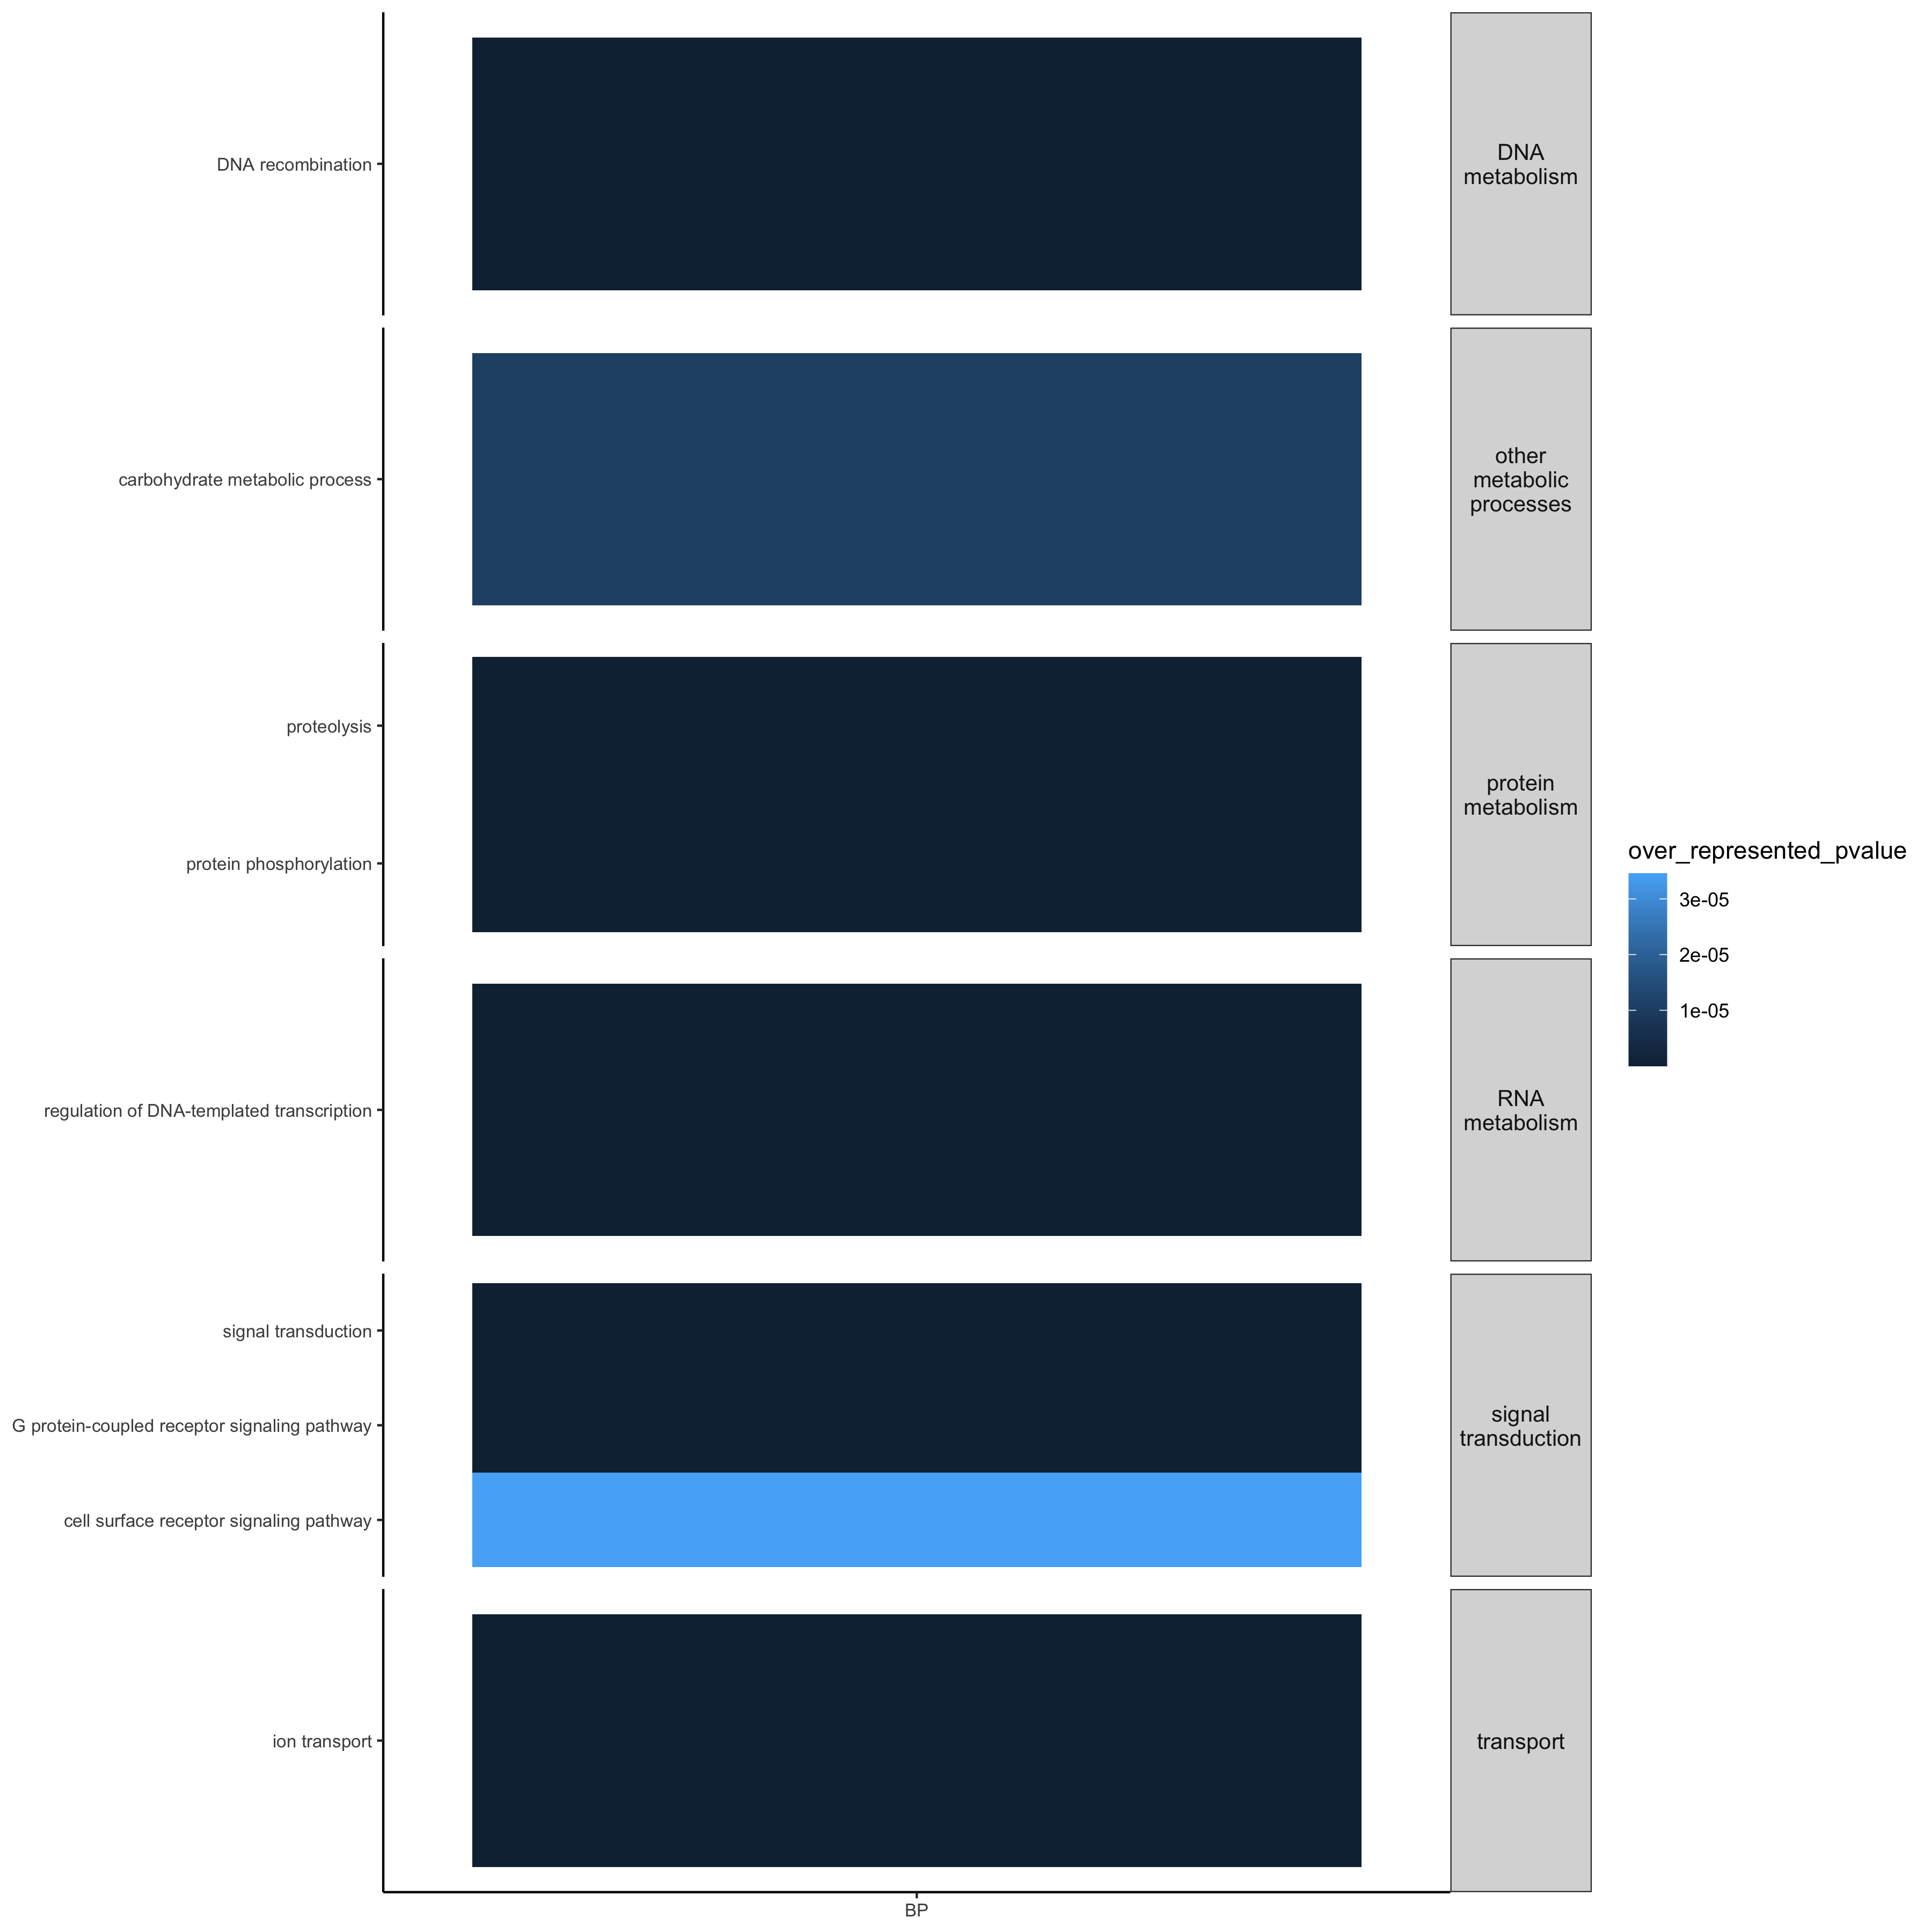 DNA recombination
DNA
metabolism
carbohydrate metabolic process
other
metabolic
processes
proteolysis
protein phosphorylation
protein
metabolism
regulation of DNA-templated transcription
RNA
metabolism
signal transduction
G protein-coupled receptor signaling pathway
cell surface receptor signaling pathway
signal
transduction
ion transport
transport
BP
over_represented_pvalue
3e-05
2e-05
1e-05